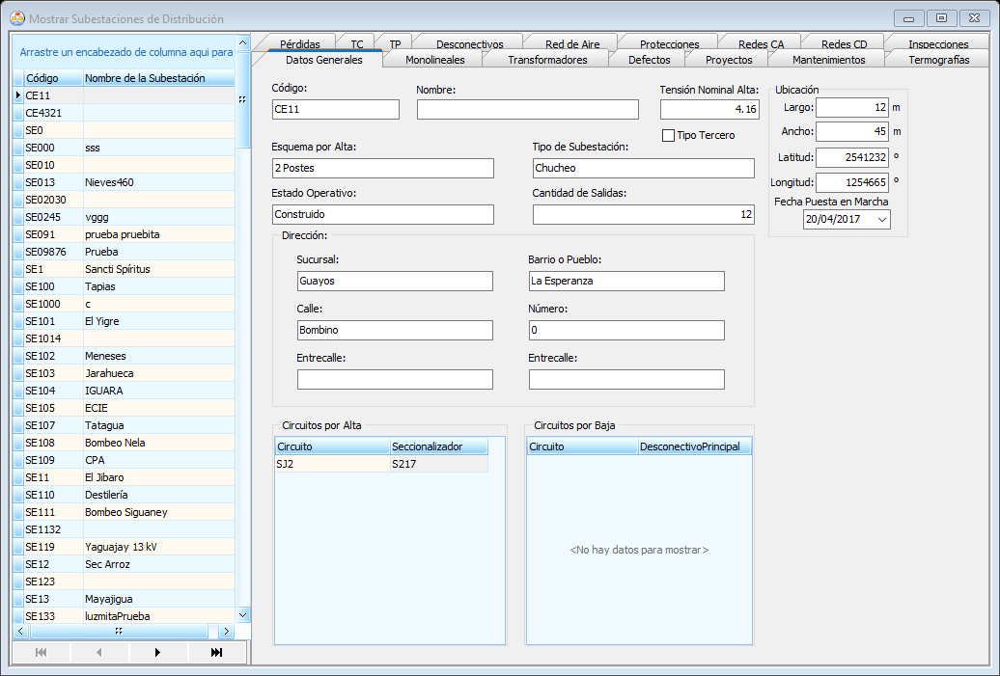 Mostrar Subestaciones de Distribución
Arrastre un encabezado de columna aqui para
Código Nombre de la Subestación
CE11
CE4321
SE0
SE000 sss
SE010
SE013 Nieves460
SE02030
SE0245 vggg
SE091 prueba pruebita
SE09876 Prueba
SE1 Sancti Spíritus
SE100 Tapias
SE1000 c
SE101 El Yigre
SE1014
SE102 Meneses
SE103 Jarahueca
SE104 IGUARA
SE105 ECIE
SE107 Tatagua
SE108 Bombeo Nela
SE109 CPA
SE11 El Jibaro
SE110 Destilería
SE111 Bombeo Siguaney
SE1132
SE119 Yaguajay 13 kV
SE12 Sec Arroz
SE123
SE13 Mayajigua
SE133 luzmitaPrueba
Pérdidas TC TP Desconectivos Red de Aire Protecciones Redes CA Redes CD Inspecciones
Datos Generales Monolineales Transformadores Defectos Proyectos Mantenimientos Termografías
Código: Nombre: Tensión Nominal Alta:
CE11 4.16
Tipo Tercero
Esquema por Alta: Tipo de Subestación:
2 Postes Chucheo
Estado Operativo: Cantidad de Salidas:
Construido 12
Ubicación
Largo: 12 m
Ancho: 45 m
Latitud: 2541232 º
Longitud: 1254665 º
Fecha Puesta en Marcha
20/04/2017
Dirección:
Sucursal: Barrio o Pueblo:
Guayos La Esperanza
Calle: Número:
Bombino 0
Entrecalle: Entrecalle:
Circuitos por Alta
Circuito Seccionalizador
SJ2 S217
Circuitos por Baja
Circuito DesconectivoPrincipal
<No hay datos para mostrar>